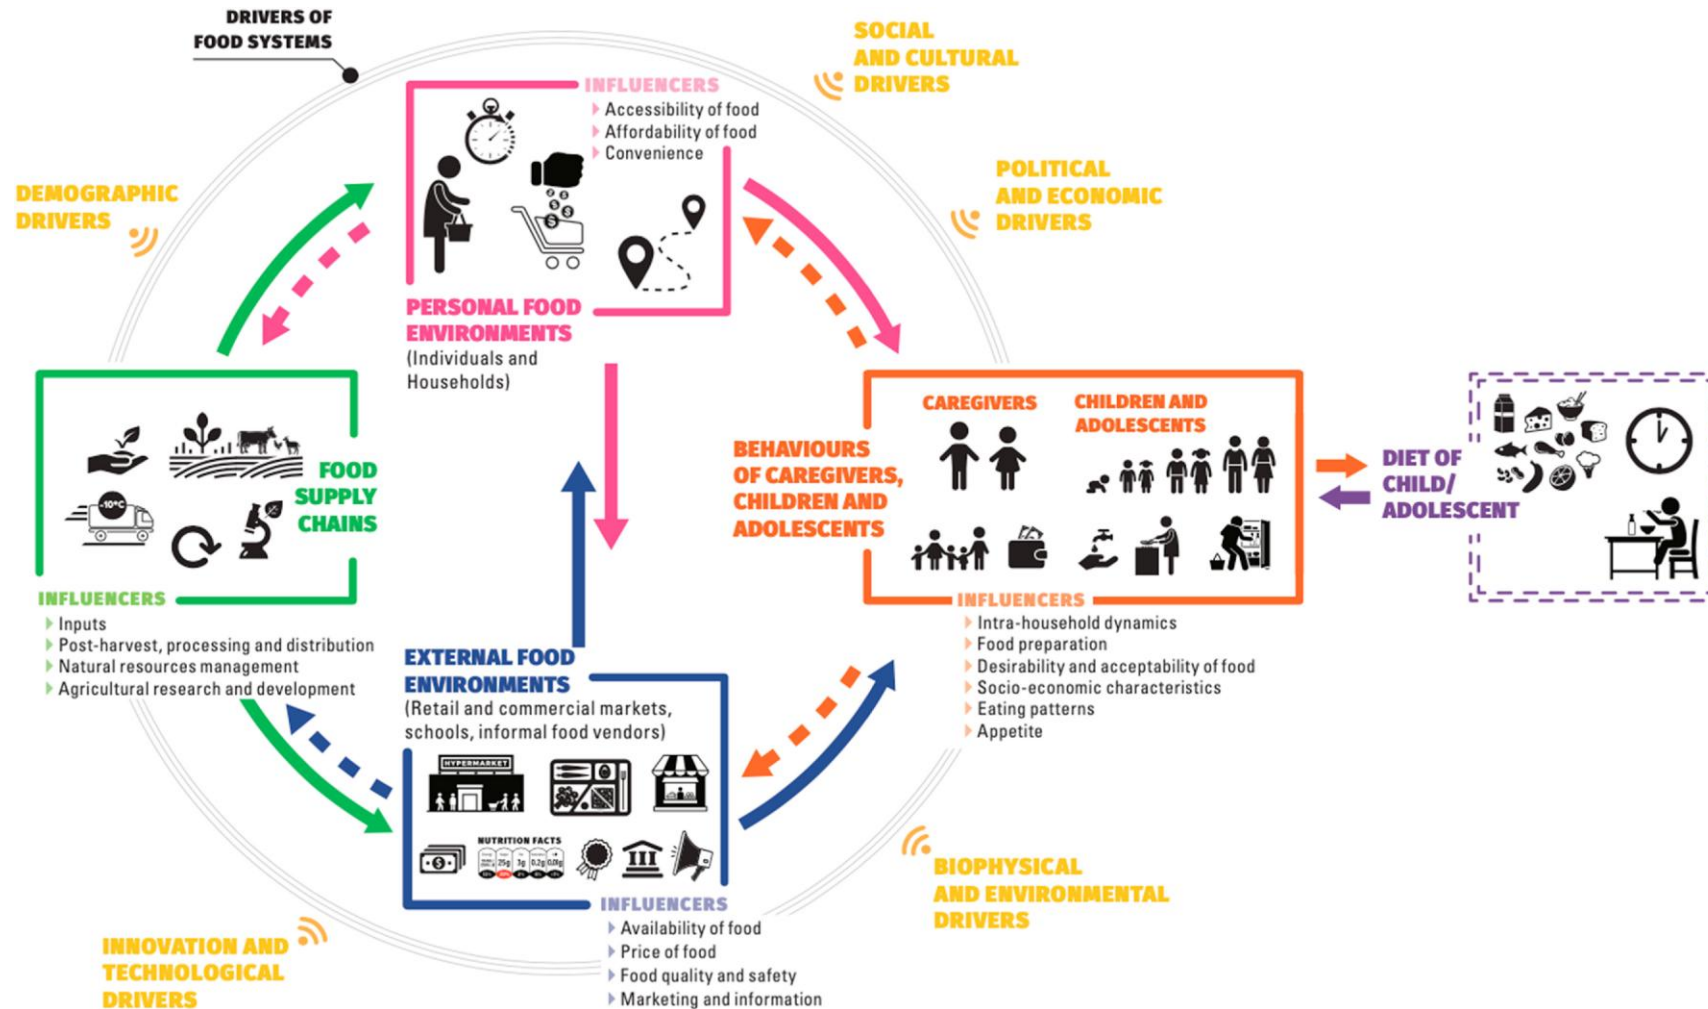 DRIVERS OF
FOOD SYSTEMS
SOCIAL
AND CULTURAL
DRIVERS
INFLUENCERS
Accessibility of food
Affordability of food
Convenience
POLITICAL
AND ECONOMIC
DRIVERS
DEMOGRAPHIC
DRIVERS
PERSONAL FOOD
ENVIRONMENTS
(Individuals and
Households)
FOOD
SUPPLY
CHAINS
-10°C
INFLUENCERS
Inputs
Post-harvest, processing and distribution
Natural resources management
Agricultural research and development
BEHAVIOURS
OF CAREGIVERS,
CHILDREN AND
ADOLESCENTS
CAREGIVERS
CHILDREN AND
ADOLESCENTS
INFLUENCERS
Intra-household dynamics
Food preparation
Desirability and acceptability of food
Socio-economic characteristics
Eating patterns
Appetite
DIET OF
CHILD/
ADOLESCENT
EXTERNAL FOOD
ENVIRONMENTS
(Retail and commercial markets,
schools, informal food vendors)
HYPERMARKET
NUTRITION FACTS
25g 3g 0.2g
INFLUENCERS
Availability of food
Price of food
Food quality and safety
Marketing and information
BIOPHYSICAL
AND ENVIRONMENTAL
DRIVERS
INNOVATION AND
TECHNOLOGICAL
DRIVERS